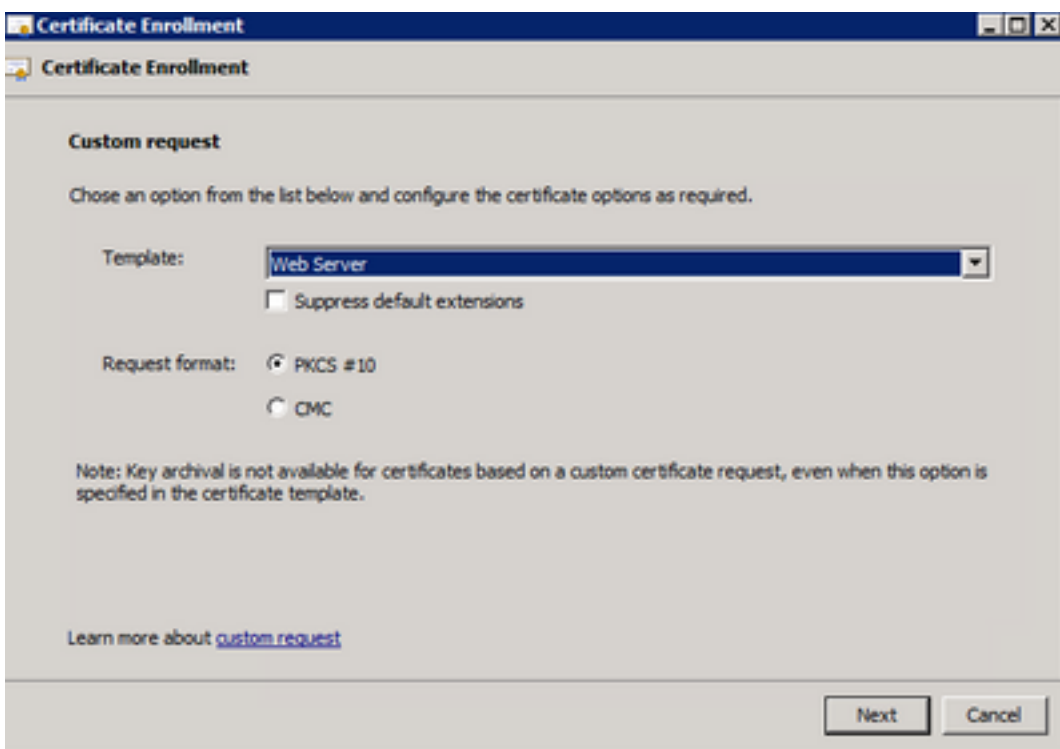 Certificate Enrollment
Certificate Enrollment
Custom request
Chose an option from the list below and configure the certificate options as required.
Template:
Web Server
Suppress default extensions
Request format:
PKCS #10
CMC
Note: Key archival is not available for certificates based on a custom certificate request, even when this option is
specified in the certificate template.
Learn more about custom request
Next
Cancel